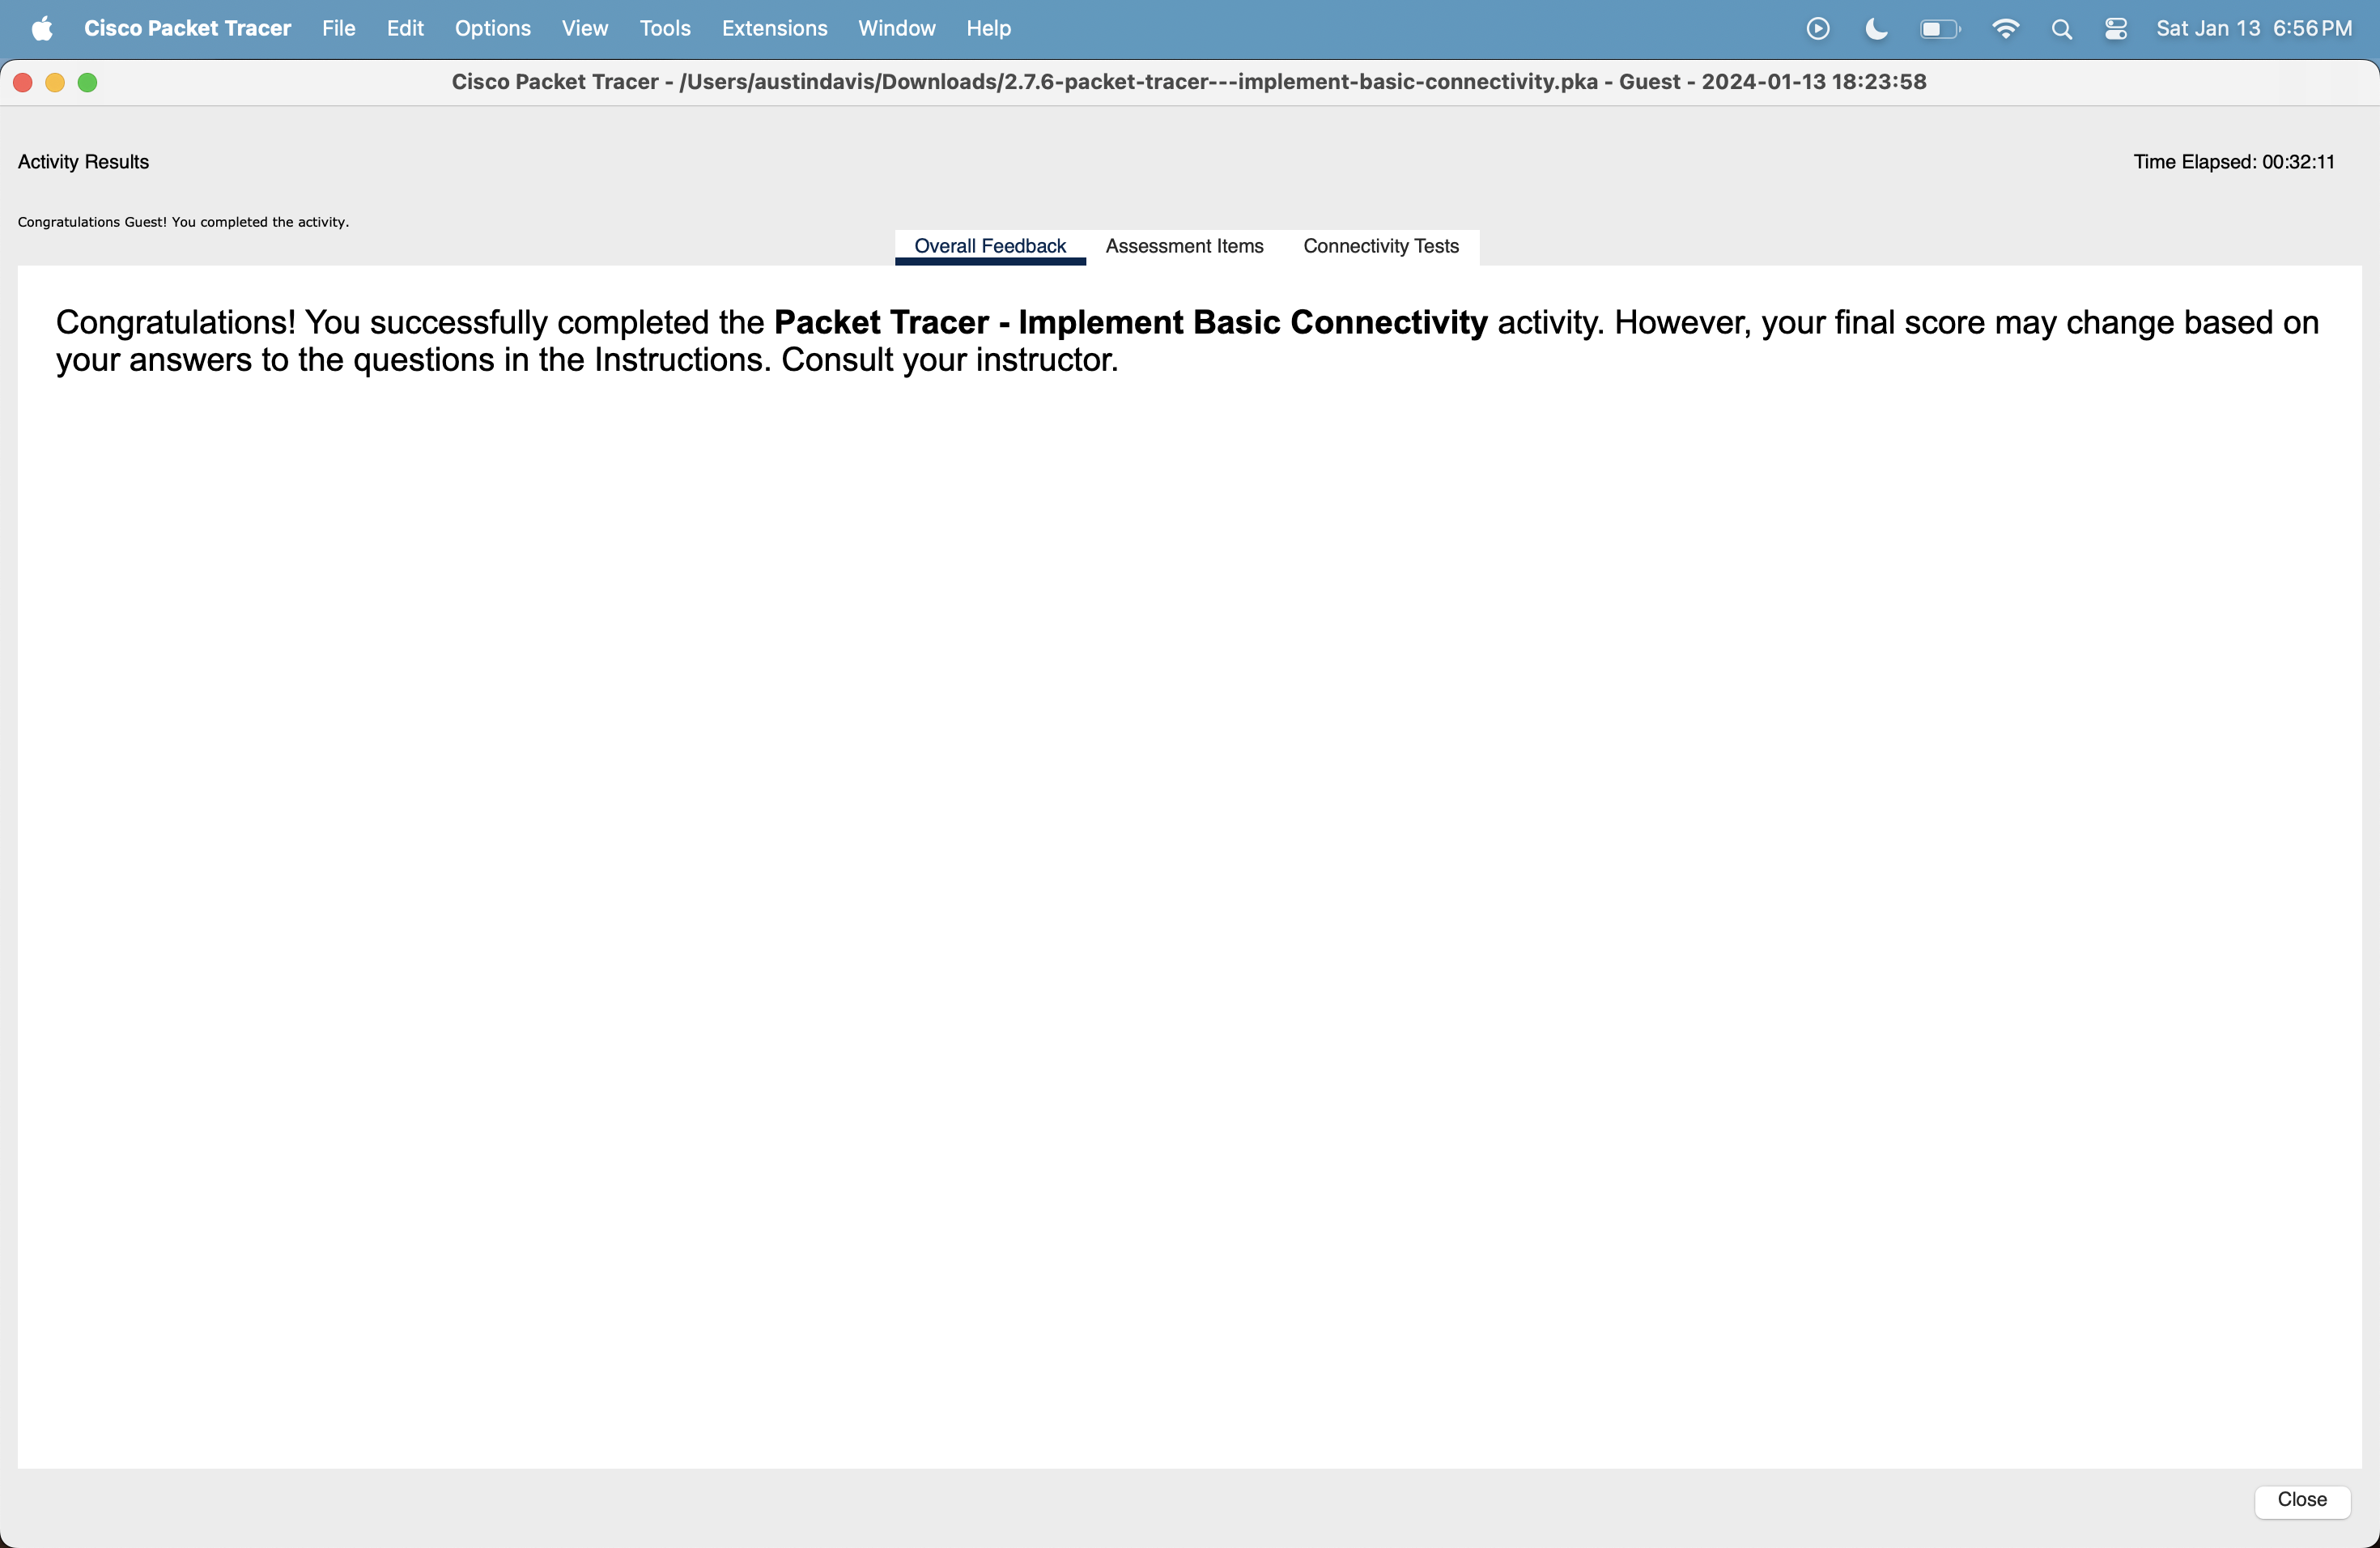 Cisco Packet Tracer File Edit Options View Tools Extensions Window Help Sat Jan 13 6:56 PM
Cisco Packet Tracer - /Users/austindavis/Downloads/2.7.6-packet-tracer---implement-basic-connectivity.pka - Guest - 2024-01-13 18:23:58
Activity Results Time Elapsed: 00:32:11
Congratulations Guest! You completed the activity.
Overall Feedback Assessment Items Connectivity Tests
Congratulations! You successfully completed the Packet Tracer - Implement Basic Connectivity activity. However, your final score may change based on
your answers to the questions in the Instructions. Consult your instructor.
Close